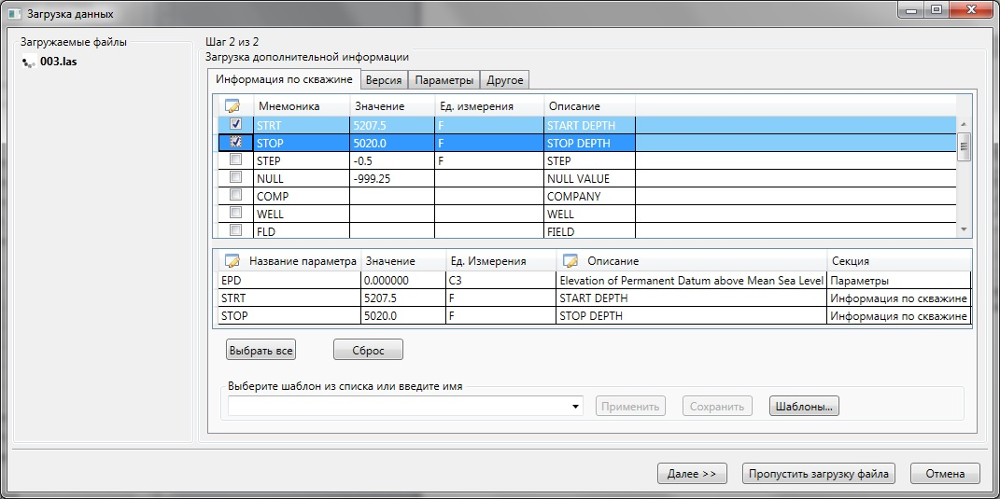 Загрузка данных
Загружаемые файлы
003.las
Шаг 2 из 2
Загрузка дополнительной информации
Информация по скважине Версия Параметры Другое
Мнемоника Значение Ед. измерения Описание
STRT 5207.5 F START DEPTH
STOP 5020.0 F STOP DEPTH
STEP -0.5 F STEP
NULL -999.25 NULL VALUE
COMP COMPANY
WELL WELL
FLD FIELD
Название параметра Значение Ед. Измерения Описание Секция
EPD 0.000000 C3 Elevation of Permanent Datum above Mean Sea Level Параметры
STRT 5207.5 F START DEPTH Информация по скважине
STOP 5020.0 F STOP DEPTH Информация по скважине
Выбрать все Сброс
Выберите шаблон из списка или введите имя
Применить Сохранить Шаблоны...
Далее >> Пропустить загрузку файла Отмена